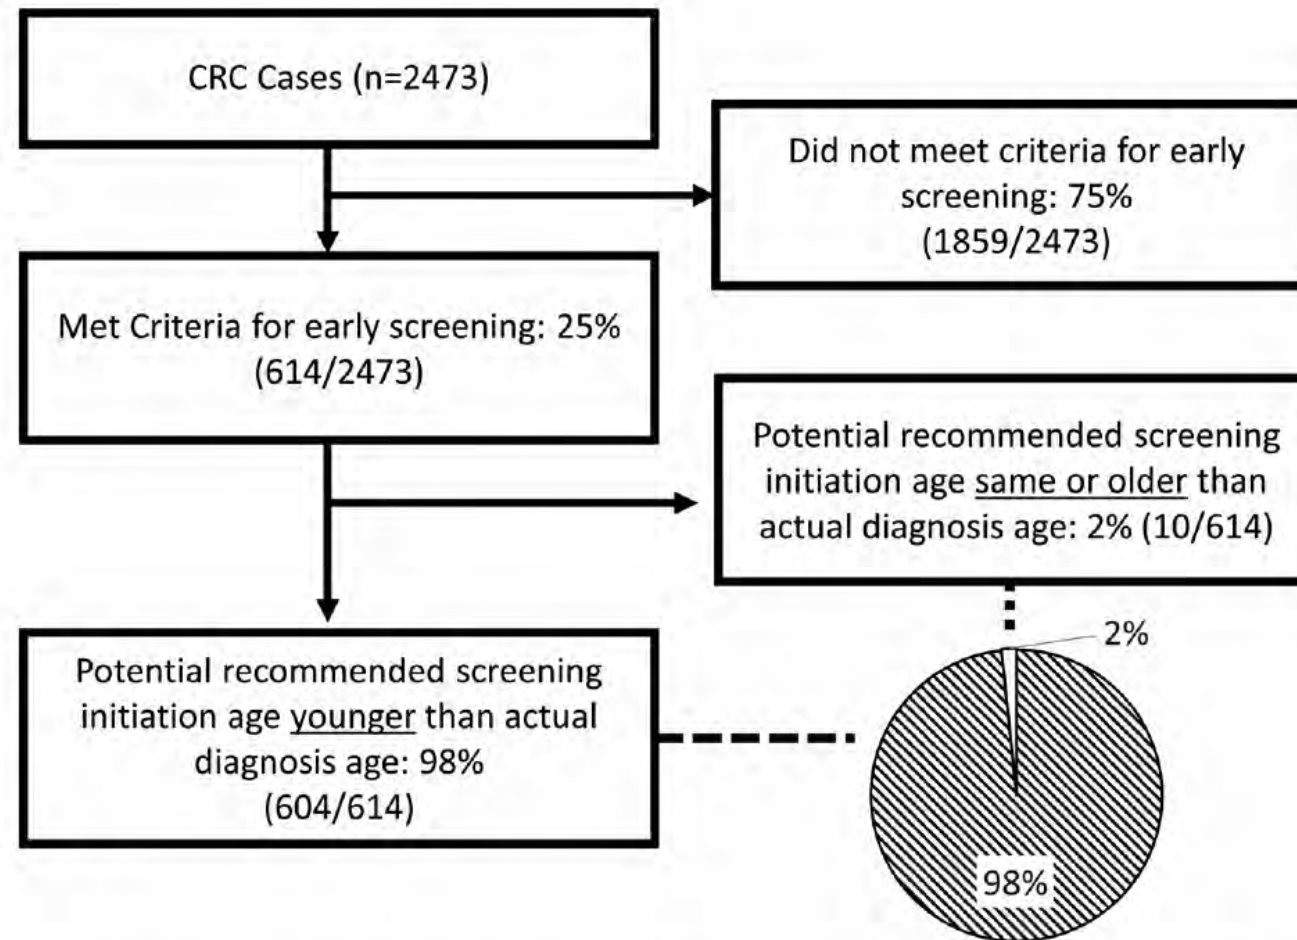 CRC Cases (n=2473)
Did not meet criteria for early
screening: 75%
(1859/2473)
Met Criteria for early screening: 25%
(614/2473)
Potential recommended screening
initiation age same or older than
actual diagnosis age: 2% (10/614)
Potential recommended screening
initiation age younger than actual
diagnosis age: 98%
(604/614)
2%
98%